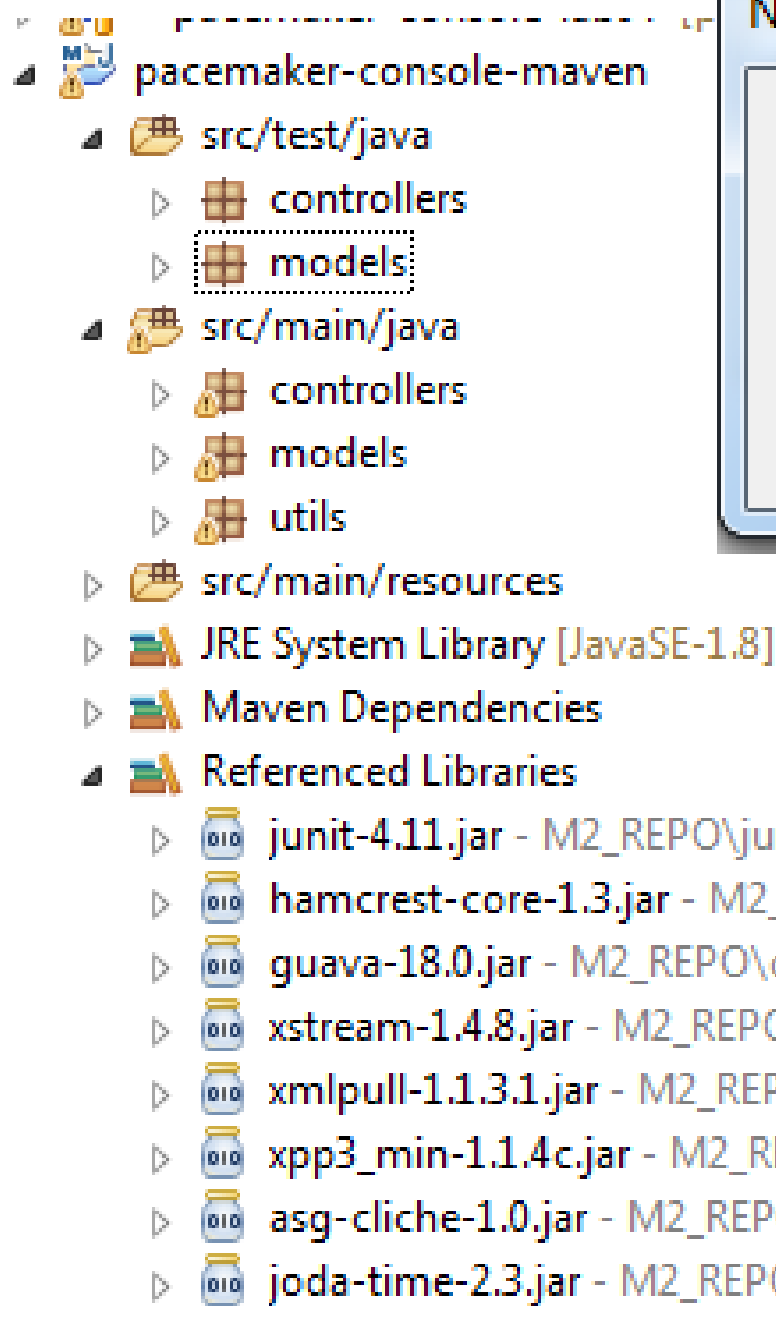 pacemaker-console-maven
src/test/java
controllers
models
src/main/java
controllers
models
utils
src/main/resources
JRE System Library [JavaSE-1.8]
Maven Dependencies
Referenced Libraries
junit-4.11.jar - M2_REPO\ju
hamcrest-core-1.3.jar - M2_
guava-18.0.jar - M2_REPO\
xstream-1.4.8.jar - M2_REPO
xmlpull-1.1.3.1.jar - M2_REP
xpp3_min-1.1.4c.jar - M2_RE
asg-cliche-1.0.jar - M2_REP
joda-time-2.3.jar - M2_REPO